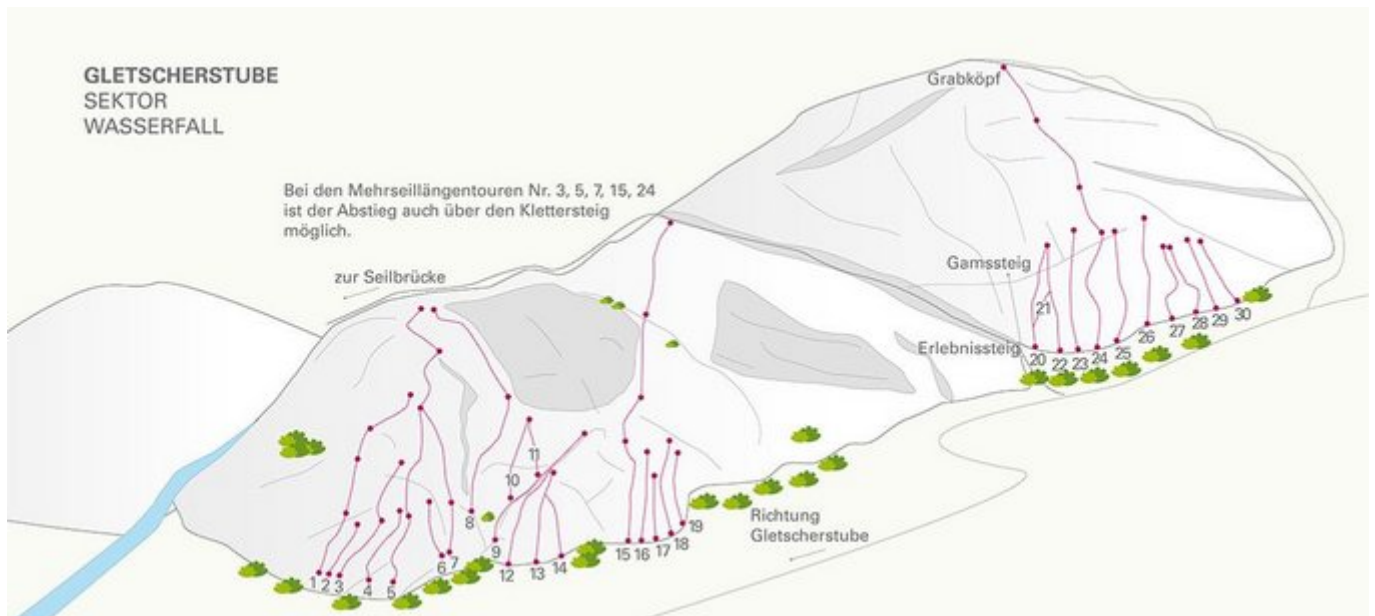 GLETSCHERSTUBE
SEKTOR
WASSERFALL
Grabköpf
Bei den Mehrseillängentouren Nr. 3, 5, 7, 15, 24
ist der Abstieg auch über den Klettersteig
möglich.
zur Seilbrücke
Gamssteig
21
Erlebnissteig
20 22 23 24 25 26 27 28 29 30
11
10
8
9
1 2 3 4 5 6 7
12 13 14
15 16 17 18 19
Richtung
Gletscherstube